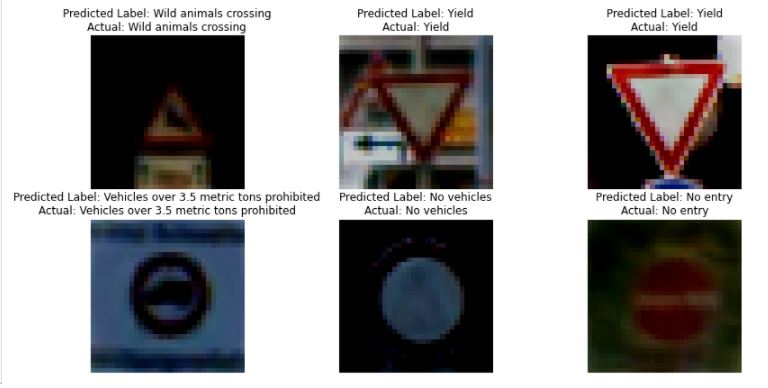 Predicted Label: Wild animals crossing
Actual: Wild animals crossing
Predicted Label: Yield
Actual: Yield
Predicted Label: Yield
Actual: Yield
Predicted Label: Vehicles over 3.5 metric tons prohibited
Actual: Vehicles over 3.5 metric tons prohibited
Predicted Label: No vehicles
Actual: No vehicles
Predicted Label: No entry
Actual: No entry